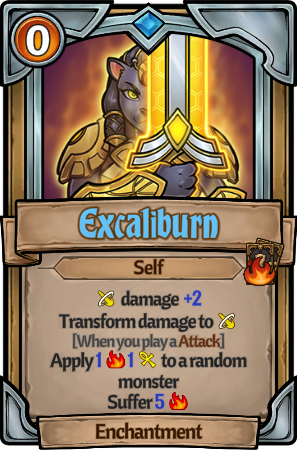 0
Excaliburn
Self
damage +2
Transform damage to
[When you play a Attack]
Apply 1 1 to a random
monster
Suffer 5
Enchantment